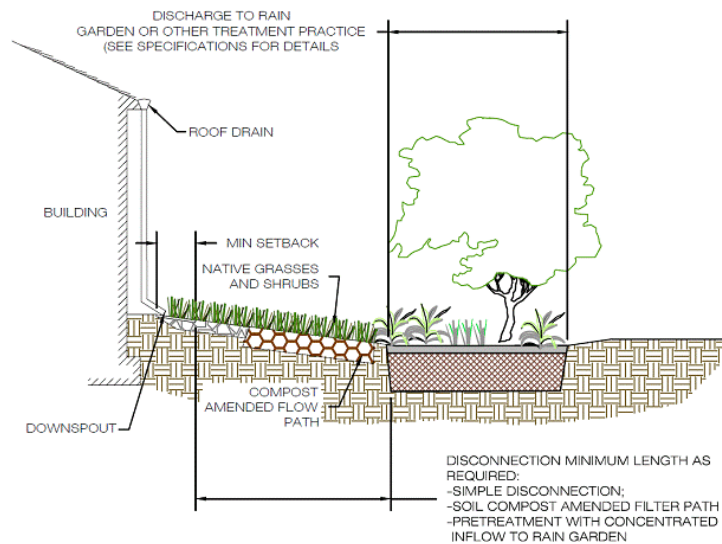 DISCHARGE TO RAIN
GARDEN OR OTHER TREATMENT PRACTICE
(SEE SPECIFICATIONS FOR DETAILS
ROOF DRAIN
BUILDING
MIN SETBACK
NATIVE GRASSES
AND SHRUBS
COMPOST
AMENDED FLOW
PATH
DOWNSPOUT
DISCONNECTION MINIMUM LENGTH AS
REQUIRED:
-SIMPLE DISCONNECTION;
-SOIL COMPOST AMENDED FILTER PATH
-PRETREATMENT WITH CONCENTRATED
INFLOW TO RAIN GARDEN